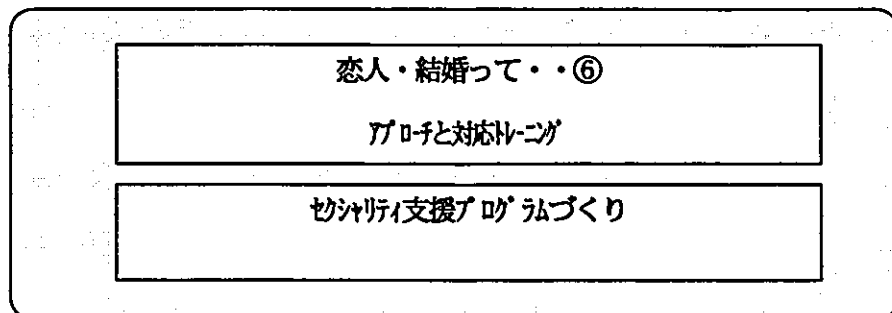 恋人・結婚って・・⑥
ｱﾌﾟﾛｰﾁと対応ﾄﾚｰﾆﾝｸﾞ
ｾｸｼｬﾘﾃｨ支援ﾌﾟﾛｸﾞﾗﾑづくり